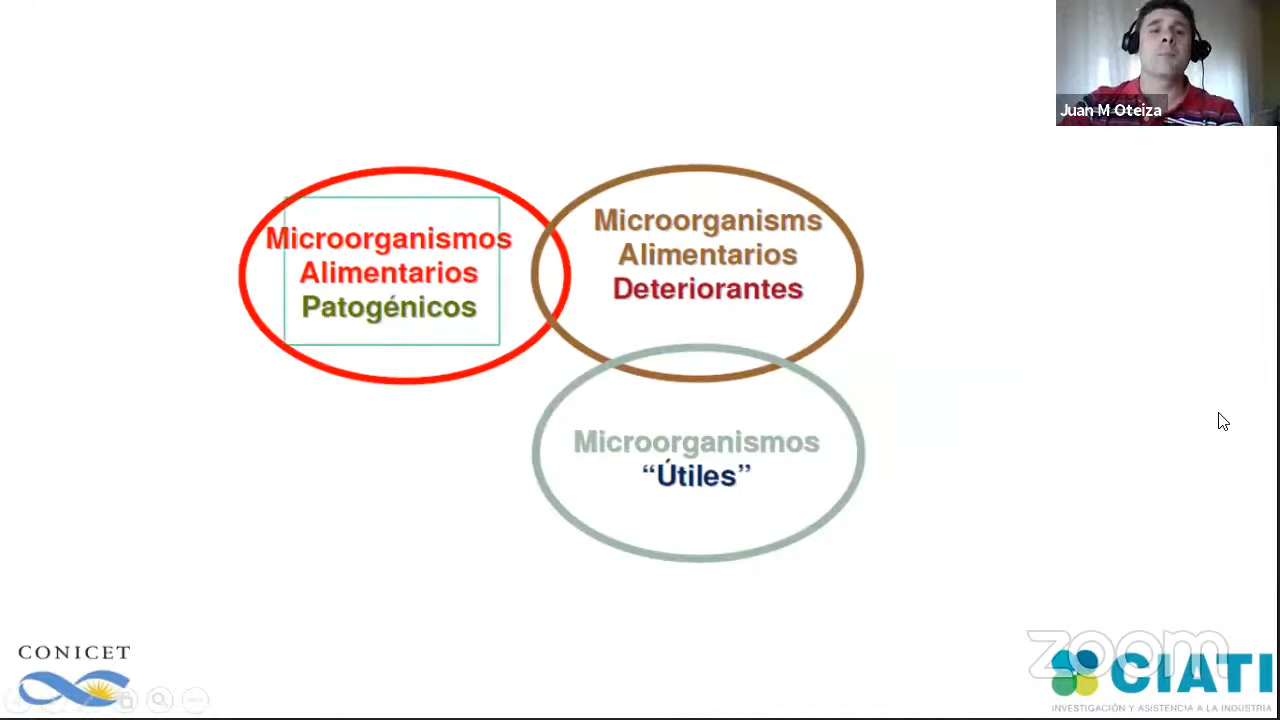 Juan M Oteiza
Microorganismos
Alimentarios
Patogénicos
Microorganisms
Alimentarios
Deteriorantes
Microorganismos
“Útiles”
CONICET
zoom
CIATI
INVESTIGACIÓN Y ASISTENCIA A LA INDUSTRIA